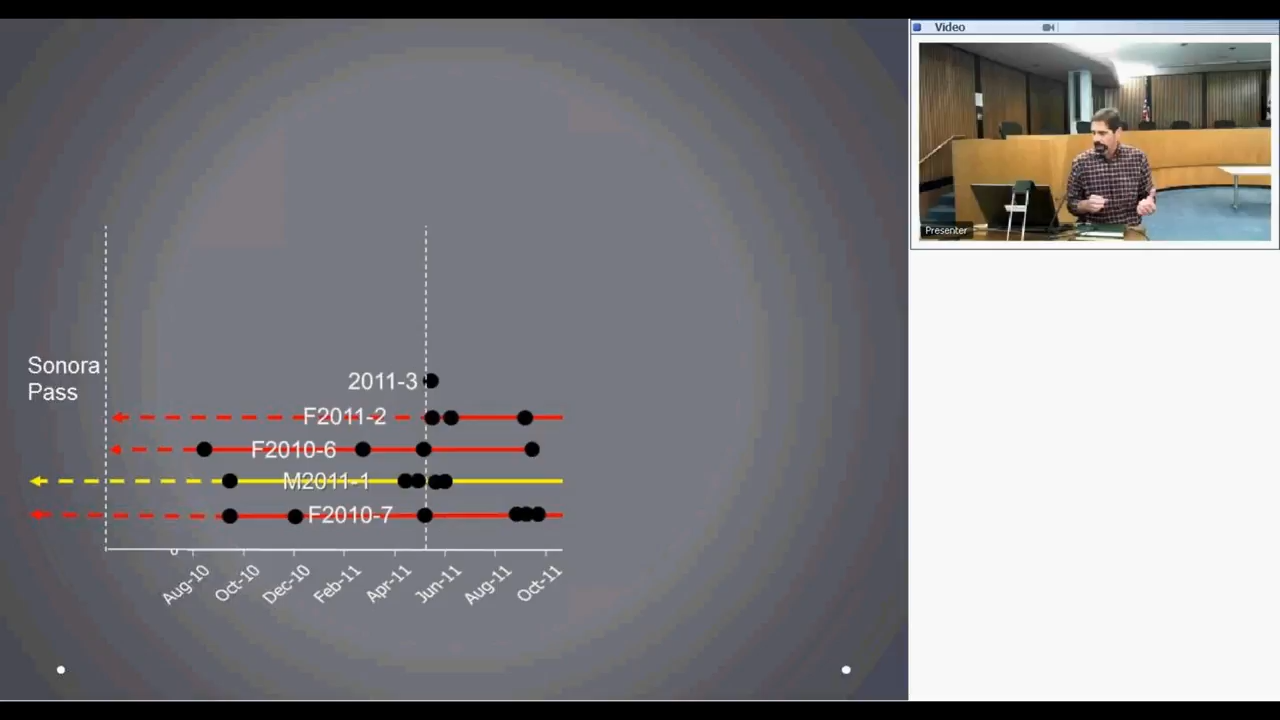 Video
Presenter
Sonora
Pass
2011-3
F2011-2
F2010-6
M2011-1
F2010-7
0
Aug-10
Oct-10
Dec-10
Feb-11
Apr-11
Jun-11
Aug-11
Oct-11